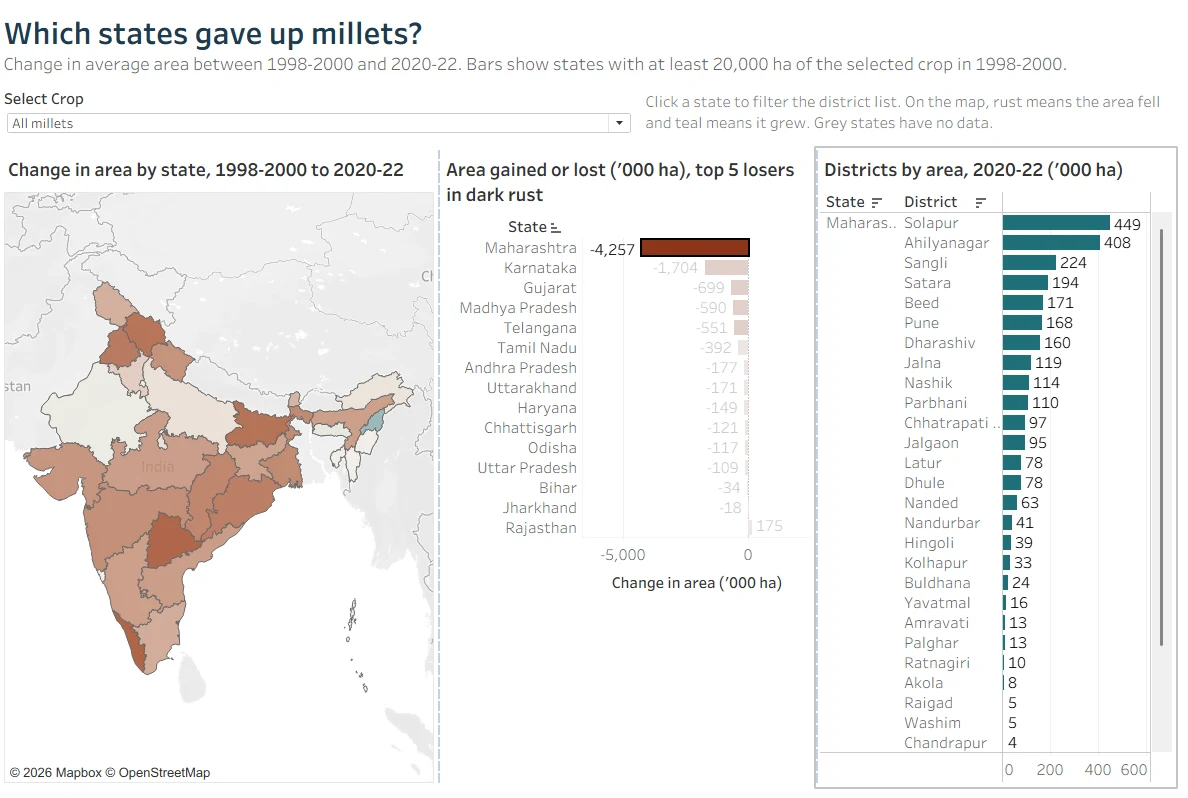 Which states gave up millets?
Change in average area between 1998-2000 and 2020-22. Bars show states with at least 20,000 ha of the selected crop in 1998-2000.
Select Crop
All millets
Click a state to filter the district list. On the map, rust means the area fell
and teal means it grew. Grey states have no data.
Change in area by state, 1998-2000 to 2020-22
Ch
stan
India
© 2026 Mapbox © OpenStreetMap
Area gained or lost ('000 ha), top 5 losers
in dark rust
State
Maharashtra -4,257
Karnataka -1,704
Gujarat -699
Madhya Pradesh -590
Telangana -551
Tamil Nadu -392
Andhra Pradesh -177
Uttarakhand -171
Haryana -149
Chhattisgarh -121
Odisha -117
Uttar Pradesh -109
Bihar -34
Jharkhand -18
Rajasthan 175
-5,000 0
Change in area ('000 ha)
Districts by area, 2020-22 ('000 ha)
State District
Maharas.. Solapur 449
Ahilyanagar 408
Sangli 224
Satara 194
Beed 171
Pune 168
Dharashiv 160
Jalna 119
Nashik 114
Parbhani 110
Chhatrapati .. 97
Jalgaon 95
Latur 78
Dhule 78
Nanded 63
Nandurbar 41
Hingoli 39
Kolhapur 33
Buldhana 24
Yavatmal 16
Amravati 13
Palghar 13
Ratnagiri 10
Akola 8
Raigad 5
Washim 5
Chandrapur 4
0 200 400 600